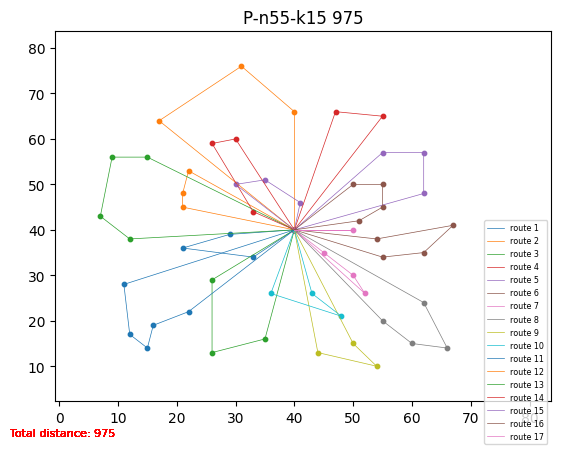 P-n55-k15 975
80
70
60
50
40
30
20
10
0 10 20 30 40 50 60 70 80
route 1
route 2
route 3
route 4
route 5
route 6
route 7
route 8
route 9
route 10
route 11
route 12
route 13
route 14
route 15
route 16
route 17
Total distance: 975